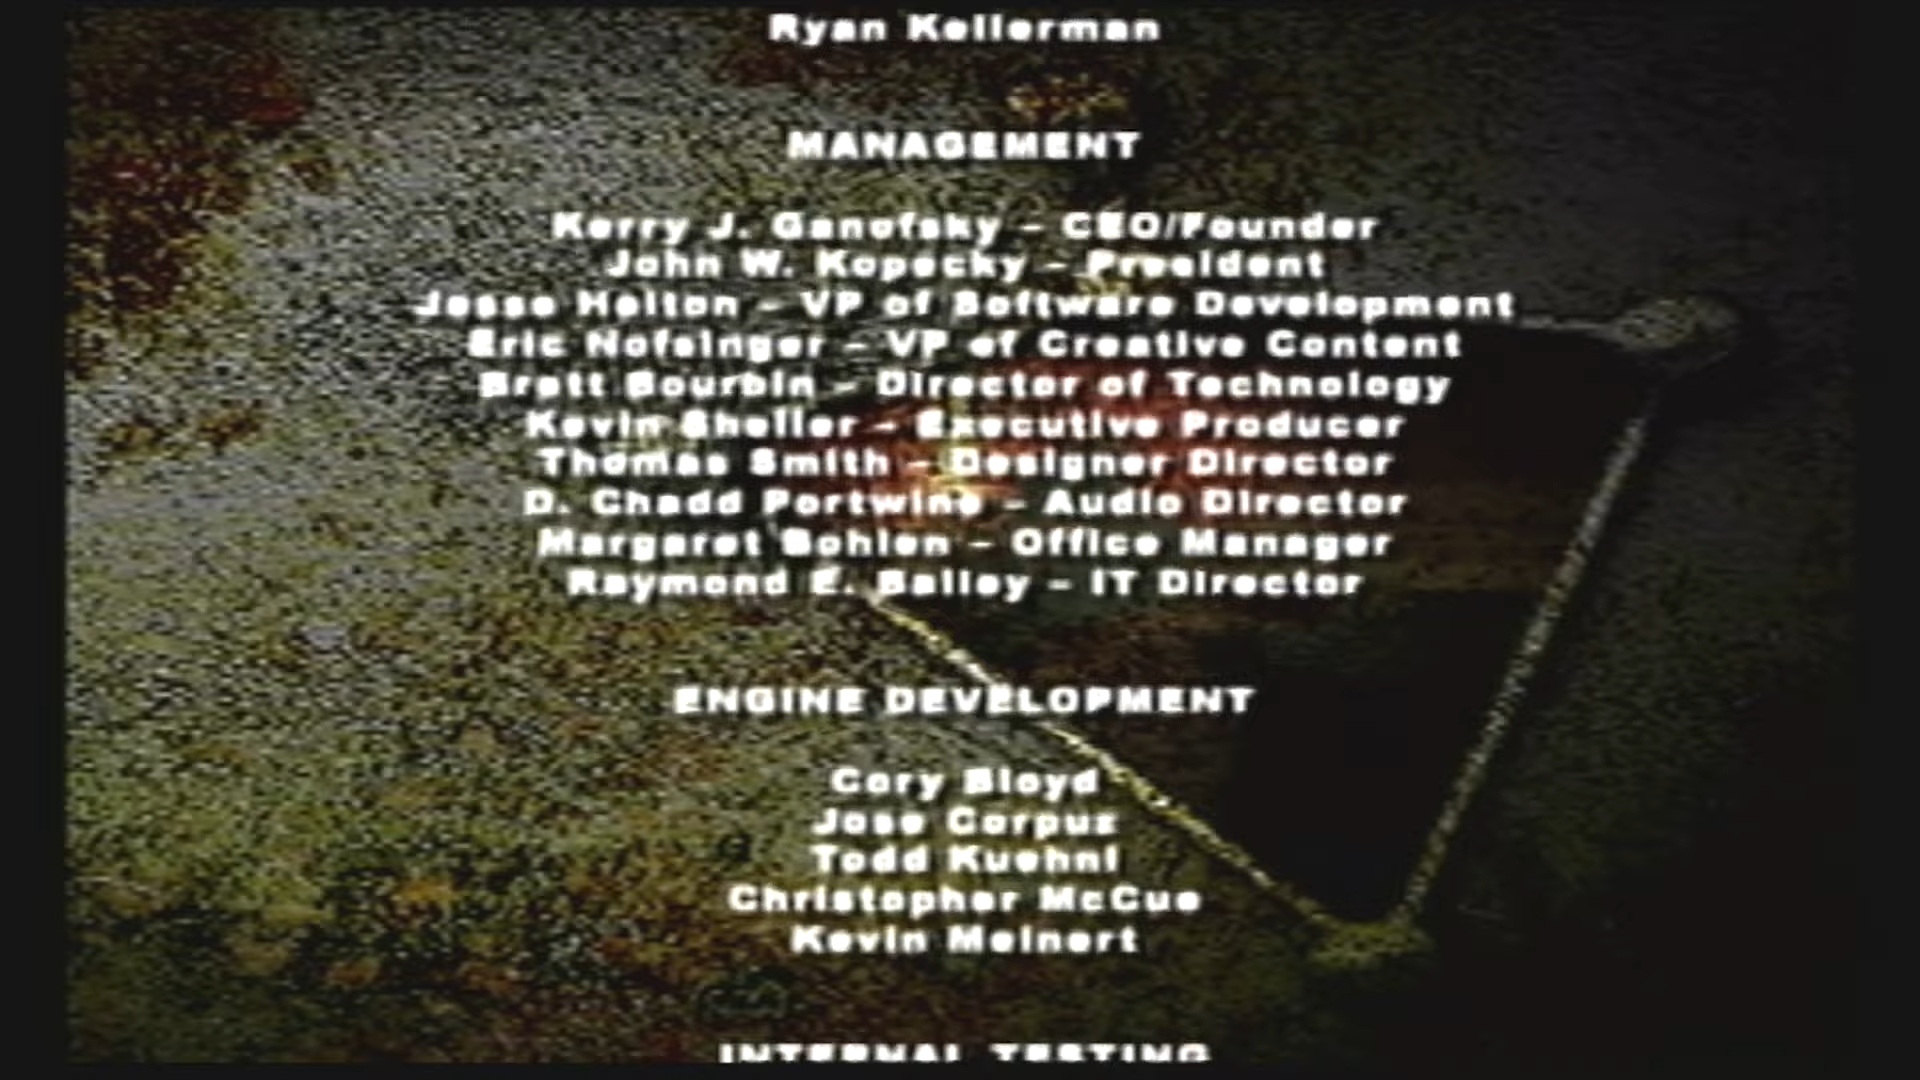 Ryan Kellerman
MANAGEMENT
Kerry J. Ganofsky - CEO/Founder
John W. Kopecky - President
Jesse Helton - VP of Software Development
Eric Nofsinger - VP of Creative Content
Brett Bourbin - Director of Technology
Kevin Sheller - Executive Producer
Thomas Smith - Designer Director
D. Chadd Portwine - Audio Director
Margaret Bohlen - Office Manager
Raymond E. Bailey - IT Director
ENGINE DEVELOPMENT
Cory Bloyd
Jose Corpuz
Todd Kuehnl
Christopher McCue
Kevin Meinert
INTERNAL TESTING